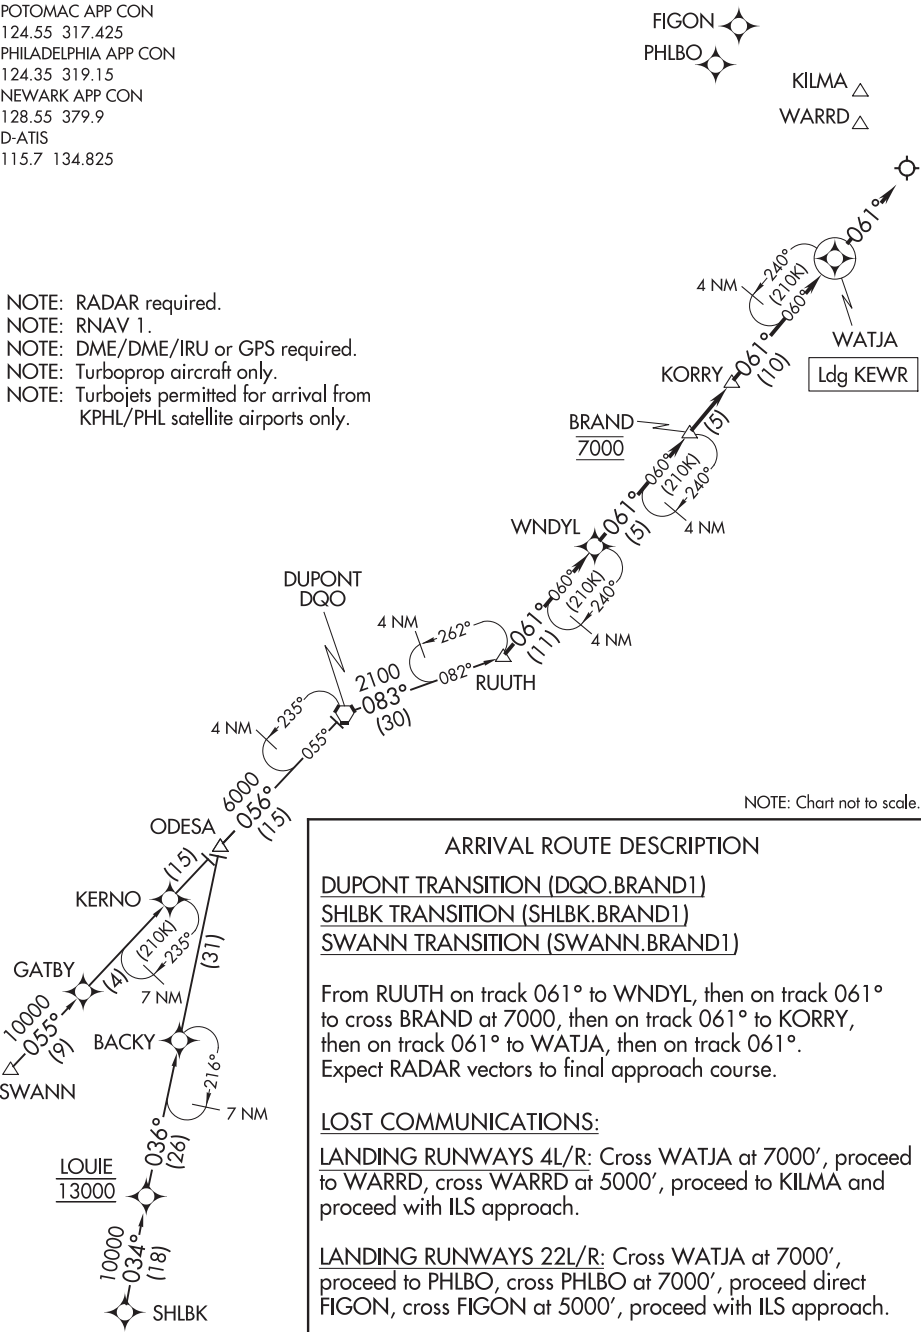 POTOMAC APP CON
124.55 317.425
PHILADELPHIA APP CON
124.35 319.15
NEWARK APP CON
128.55 379.9
D-ATIS
115.7 134.825
FIGON
PHLBO
KILMA
WARRD
NOTE: RADAR required.
NOTE: RNAV 1.
NOTE: DME/DME/IRU or GPS required.
NOTE: Turboprop aircraft only.
NOTE: Turbojets permitted for arrival from
KPHL/PHL satellite airports only.
061°
4 NM
240°
(210K)
060°
WATJA
Ldg KEWR
KORRY
061°
(10)
BRAND
7000
(5)
060°
(210K)
240°
4 NM
WNDYL
061°
(5)
060°
(210K)
240°
4 NM
DUPONT
DQO
4 NM
262°
082°
061°
(11)
RUUTH
2100
083°
(30)
4 NM
235°
055°
6000
056°
(15)
NOTE: Chart not to scale.
ODESA
(15)
KERNO
(210K)
235°
7 NM
(31)
GATBY
(4)
10000
055°
(9)
SWANN
BACKY
216°
7 NM
036°
(26)
LOUIE
13000
10000
034°
(18)
SHLBK
ARRIVAL ROUTE DESCRIPTION
DUPONT TRANSITION (DQO.BRAND1)
SHLBK TRANSITION (SHLBK.BRAND1)
SWANN TRANSITION (SWANN.BRAND1)
From RUUTH on track 061° to WNDYL, then on track 061°
to cross BRAND at 7000, then on track 061° to KORRY,
then on track 061° to WATJA, then on track 061°.
Expect RADAR vectors to final approach course.
LOST COMMUNICATIONS:
LANDING RUNWAYS 4L/R: Cross WATJA at 7000′, proceed
to WARRD, cross WARRD at 5000′, proceed to KILMA and
proceed with ILS approach.
LANDING RUNWAYS 22L/R: Cross WATJA at 7000′,
proceed to PHLBO, cross PHLBO at 7000′, proceed direct
FIGON, cross FIGON at 5000′, proceed with ILS approach.